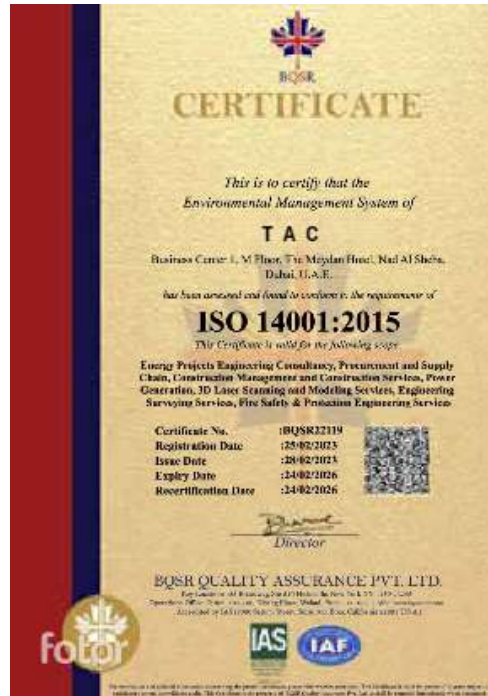 BQSR
CERTIFICATE
This is to certify that the
Environmental Management System of
TAC
Business Center 1, M Floor, The Meydan Hotel, Nad Al Sheba,
Dubai, U.A.E.
has been assessed and found to conform to the requirements of
ISO 14001:2015
This Certificate is valid for the following scope
Energy Projects Engineering Consultancy, Procurement and Supply
Chain, Construction Management and Construction Services, Power
Generation, 3D Laser Scanning and Modeling Services, Engineering
Surveying Services, Fire Safety & Protection Engineering Services
Certificate No. :BQSR22119
Registration Date :25/02/2023
Issue Date :28/02/2023
Expiry Date :24/02/2026
Recertification Date :24/02/2026
Director
BQSR QUALITY ASSURANCE PVT. LTD.
fotor
IAS
IAF